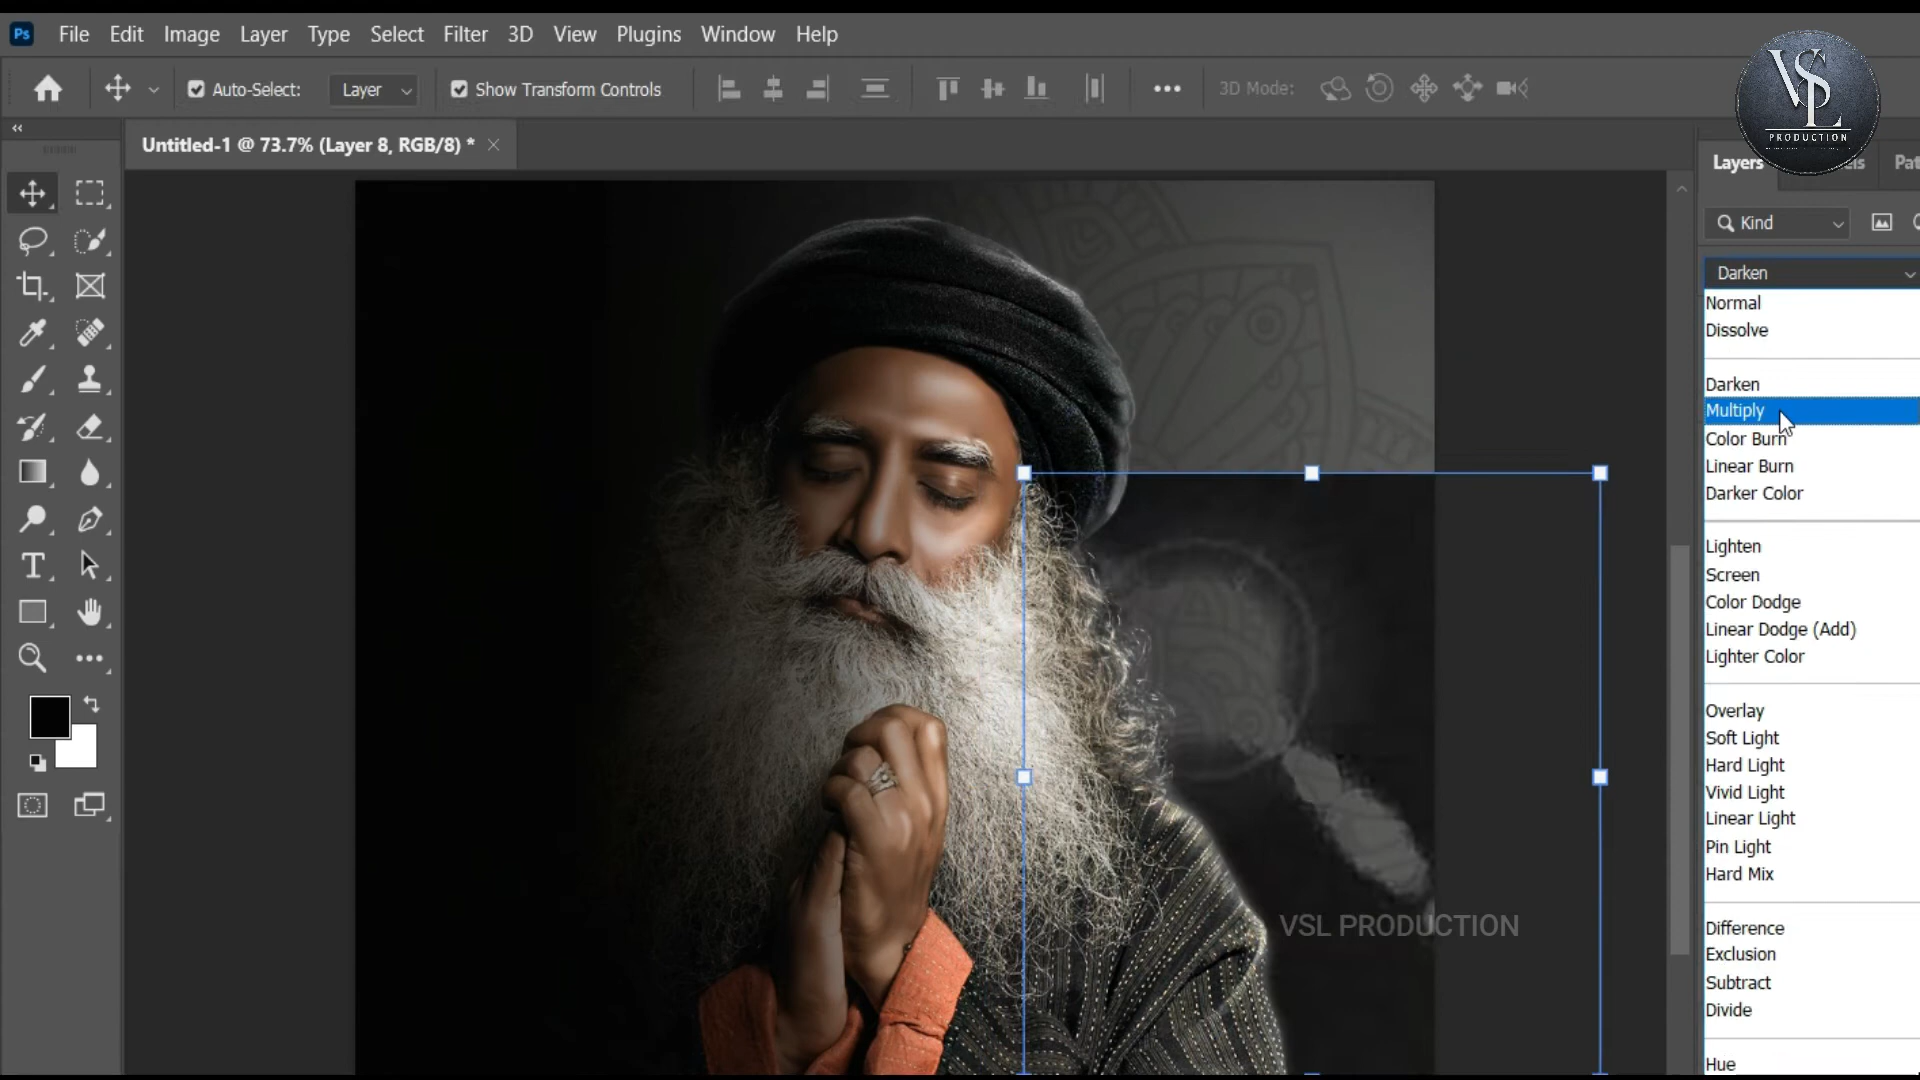 Ps File Edit Image Layer Type Select Filter 3D View Plugins Window Help
Auto-Select: Layer Show Transform Controls 3D Mode:
VSL
PRODUCTION
Untitled-1 @ 73.7% (Layer 8, RGB/8) *
Layers
Kind
Darken
Normal
Dissolve
Darken
Multiply
Color Burn
Linear Burn
Darker Color
Lighten
Screen
Color Dodge
Linear Dodge (Add)
Lighter Color
Overlay
Soft Light
Hard Light
Vivid Light
Linear Light
Pin Light
Hard Mix
Difference
Exclusion
Subtract
Divide
Hue
VSL PRODUCTION